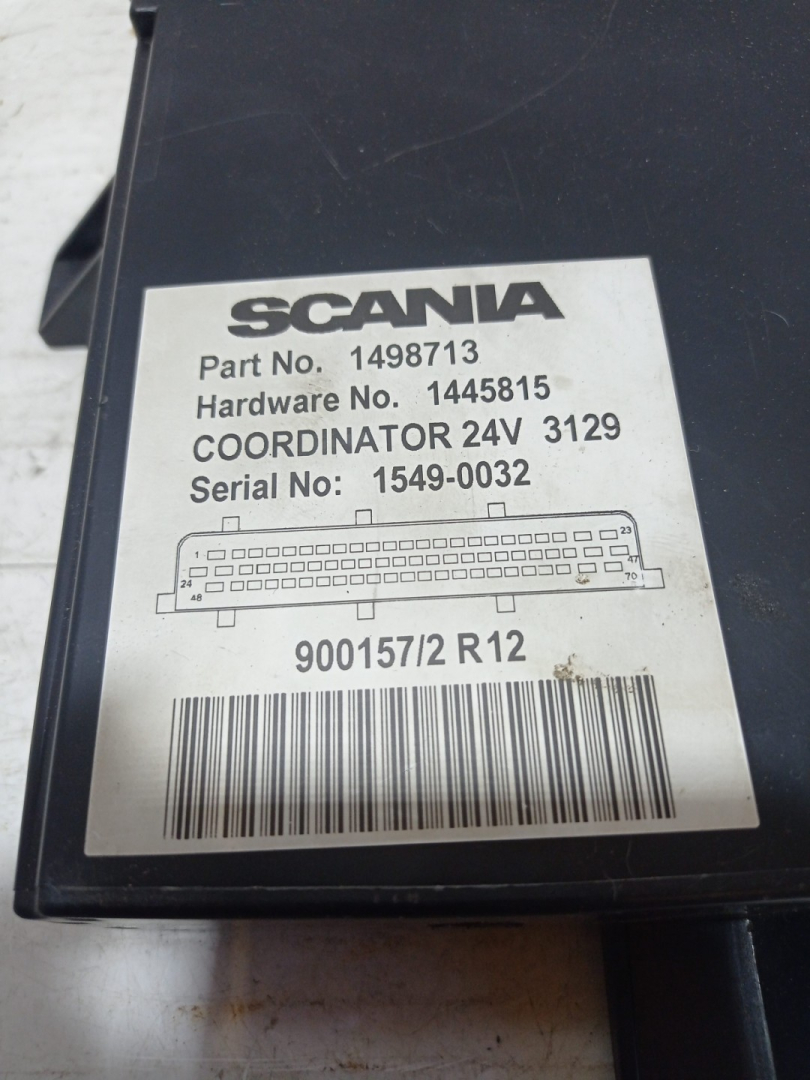 SCANIA
Part No. 1498713
Hardware No. 1445815
COORDINATOR 24V 3129
Serial No: 1549-0032
1 23
24 47
48 70
900157/2 R12